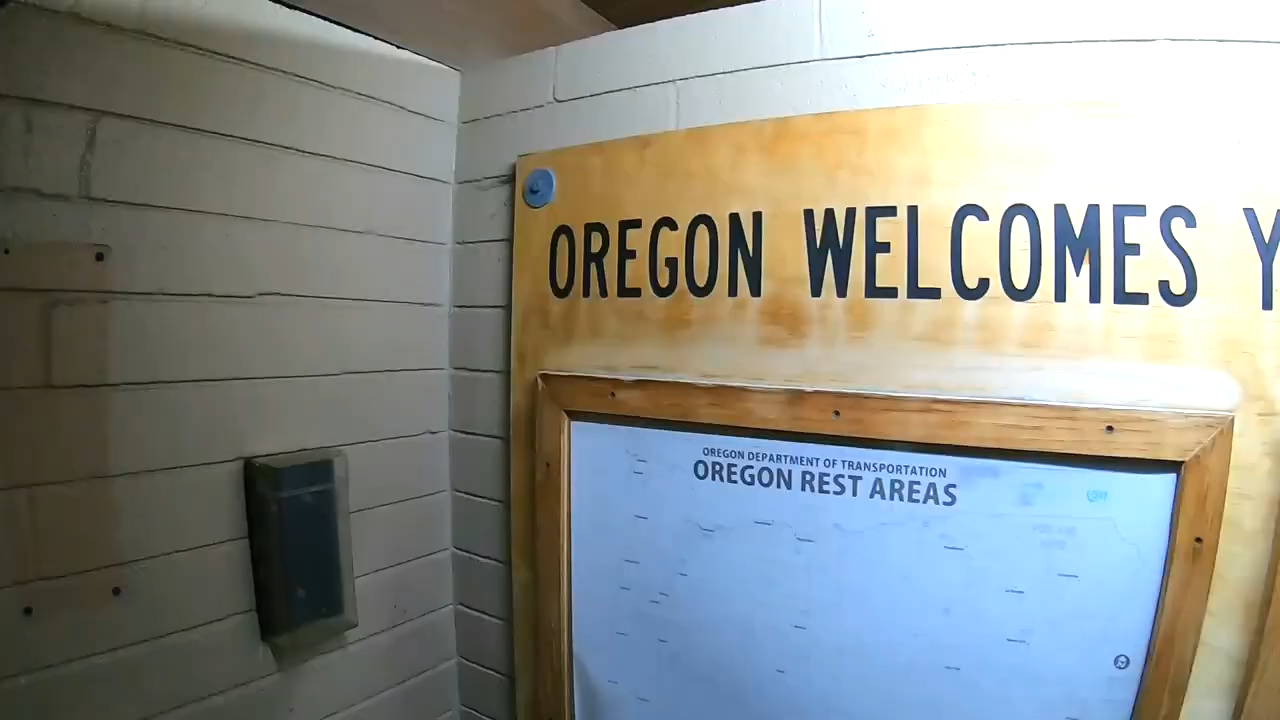 OREGON WELCOMES Y
OREGON DEPARTMENT OF TRANSPORTATION
OREGON REST AREAS